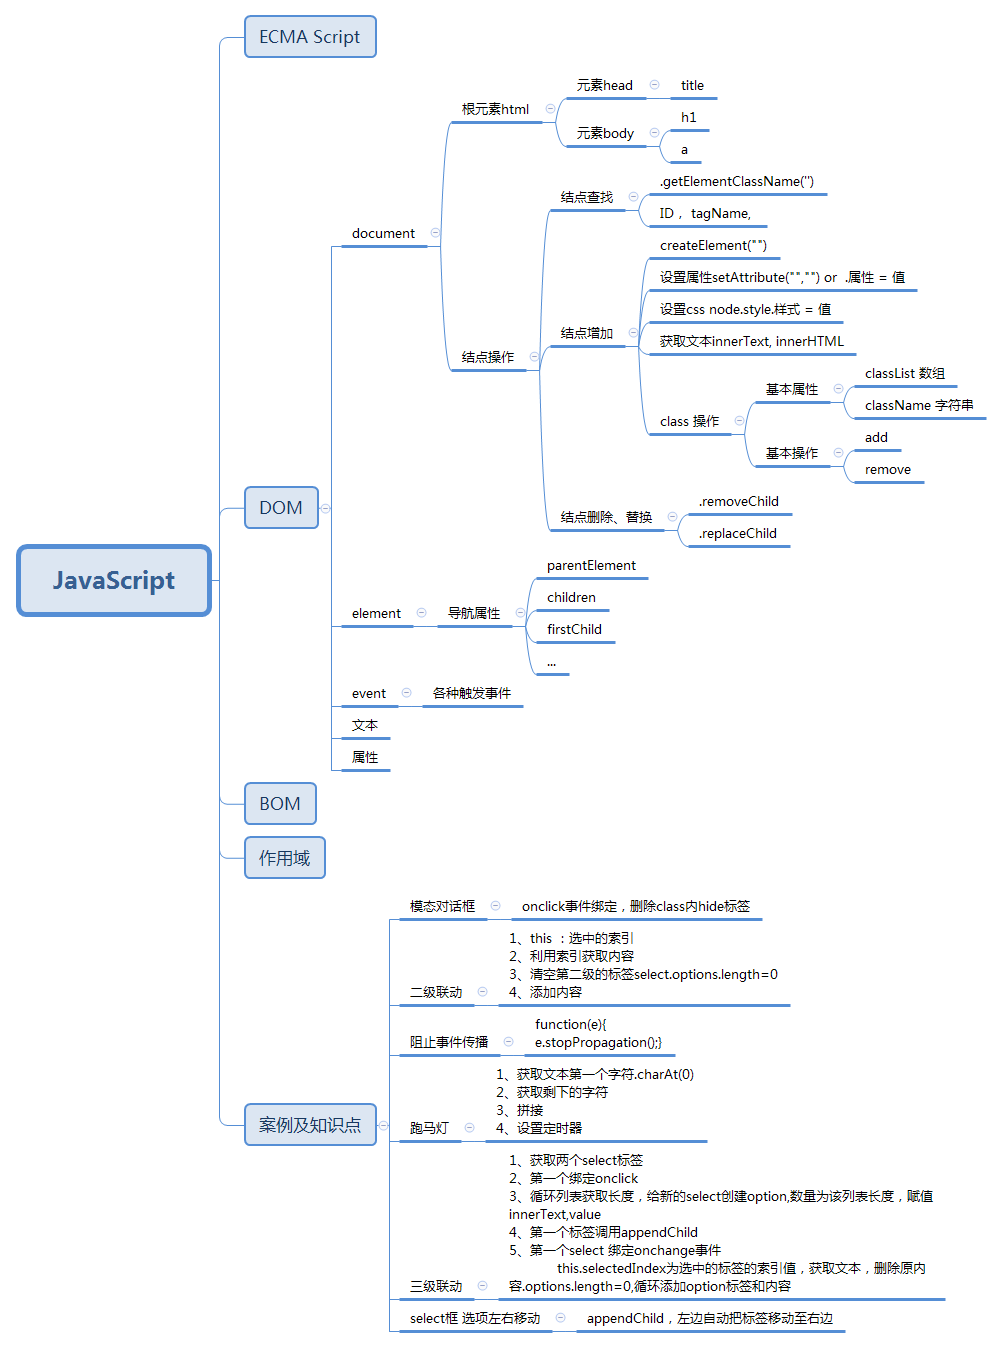 ECMA Script
元素head
title
根元素html
h1
元素body
a
.getElementClassName('')
结点查找
ID， tagName,
document
createElement("")
设置属性setAttribute("","") or  .属性 = 值
设置css node.style.样式 = 值
结点增加
获取文本innerText, innerHTML
结点操作
classList 数组
基本属性
className 字符串
class 操作
add
基本操作
remove
.removeChild
DOM
结点删除、替换
.replaceChild
parentElement
JavaScript
children
element
导航属性
firstChild
...
event
各种触发事件
文本
属性
BOM
作用域
模态对话框
onclick事件绑定，删除class内hide标签
1、this ：选中的索引
2、利用索引获取内容
3、清空第二级的标签select.options.length=0
二级联动
4、添加内容
function(e){
阻止事件传播
e.stopPropagation();}
1、获取文本第一个字符.charAt(0)
2、获取剩下的字符
3、拼接
案例及知识点
跑马灯
4、设置定时器
1、获取两个select标签
2、第一个绑定onclick
3、循环列表获取长度，给新的select创建option,数量为该列表长度，赋值
innerText,value
4、第一个标签调用appendChild
5、第一个select 绑定onchange事件
this.selectedIndex为选中的标签的索引值，获取文本，删除原内
三级联动
容.options.length=0,循环添加option标签和内容
select框 选项左右移动
appendChild，左边自动把标签移动至右边